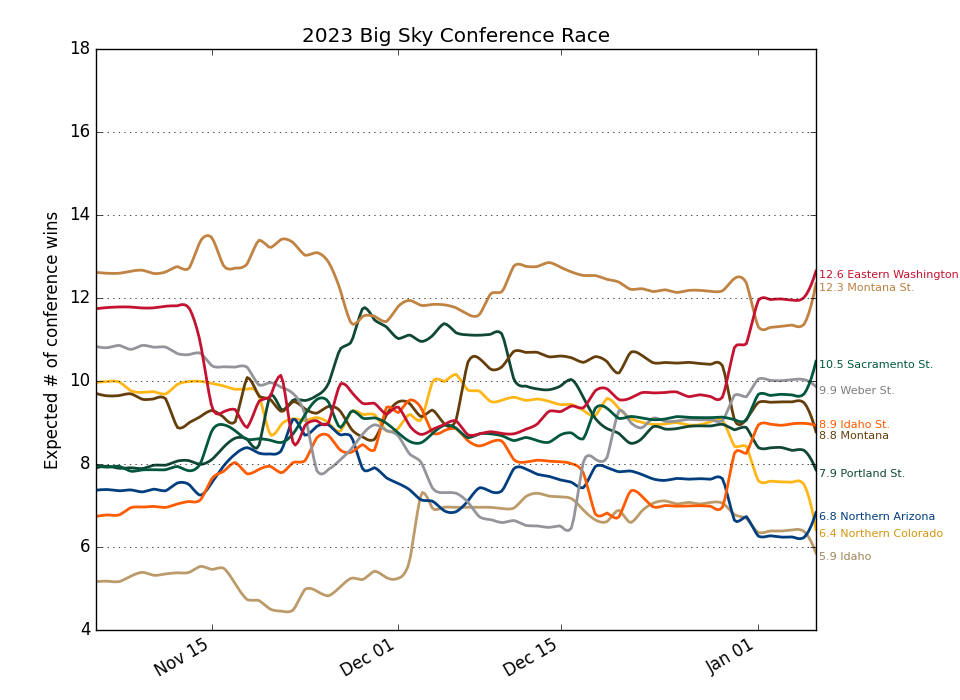 2023 Big Sky Conference Race
Expected # of conference wins
18
16
14
12
10
8
6
4
Nov 15
Dec 01
Dec 15
Jan 01
12.6 Eastern Washington
12.3 Montana St.
10.5 Sacramento St.
9.9 Weber St.
8.9 Idaho St.
8.8 Montana
7.9 Portland St.
6.8 Northern Arizona
6.4 Northern Colorado
5.9 Idaho